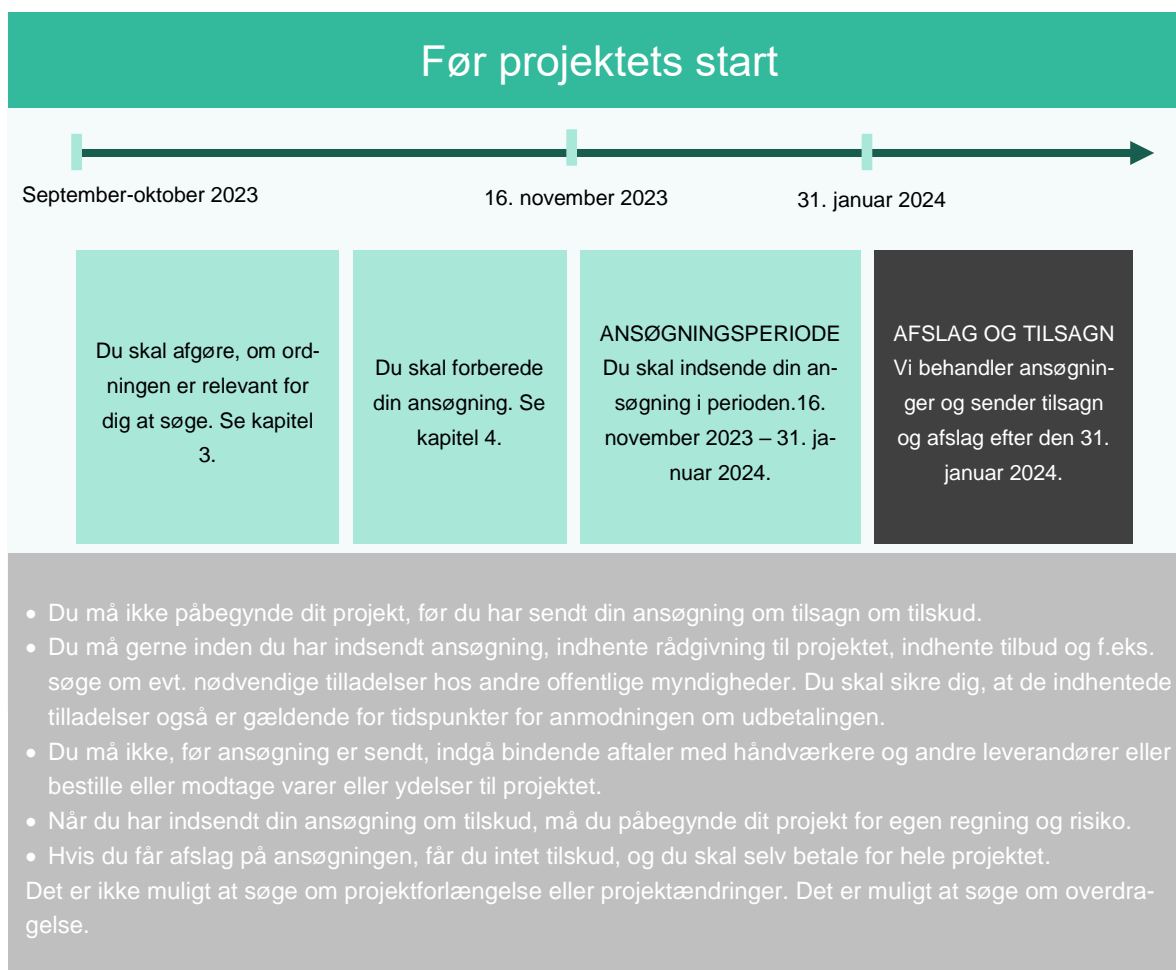 Før projektets start
September-oktober 2023
16. november 2023
31. januar 2024
Du skal afgøre, om ord-
ningen er relevant for
dig at søge. Se kapitel
3.
Du skal forberede
din ansøgning. Se
kapitel 4.
ANSØGNINGSPERIODE
Du skal indsende din an-
søgning i perioden.16.
november 2023 – 31. ja-
nuar 2024.
AFSLAG OG TILSAGN
Vi behandler ansøgnin-
ger og sender tilsagn
og afslag efter den 31.
januar 2024.
• Du må ikke påbegynde dit projekt, før du har sendt din ansøgning om tilsagn om tilskud.
• Du må gerne inden du har indsendt ansøgning, indhente rådgivning til projektet, indhente tilbud og f.eks.
søge om evt. nødvendige tilladelser hos andre offentlige myndigheder. Du skal sikre dig, at de indhentede
tilladelser også er gældende for tidspunkter for anmodningen om udbetalingen.
• Du må ikke, før ansøgning er sendt, indgå bindende aftaler med håndværkere og andre leverandører eller
bestille eller modtage varer eller ydelser til projektet.
• Når du har indsendt din ansøgning om tilskud, må du påbegynde dit projekt for egen regning og risiko.
• Hvis du får afslag på ansøgningen, får du intet tilskud, og du skal selv betale for hele projektet.
Det er ikke muligt at søge om projektforlængelse eller projektændringer. Det er muligt at søge om overdra-
gelse.